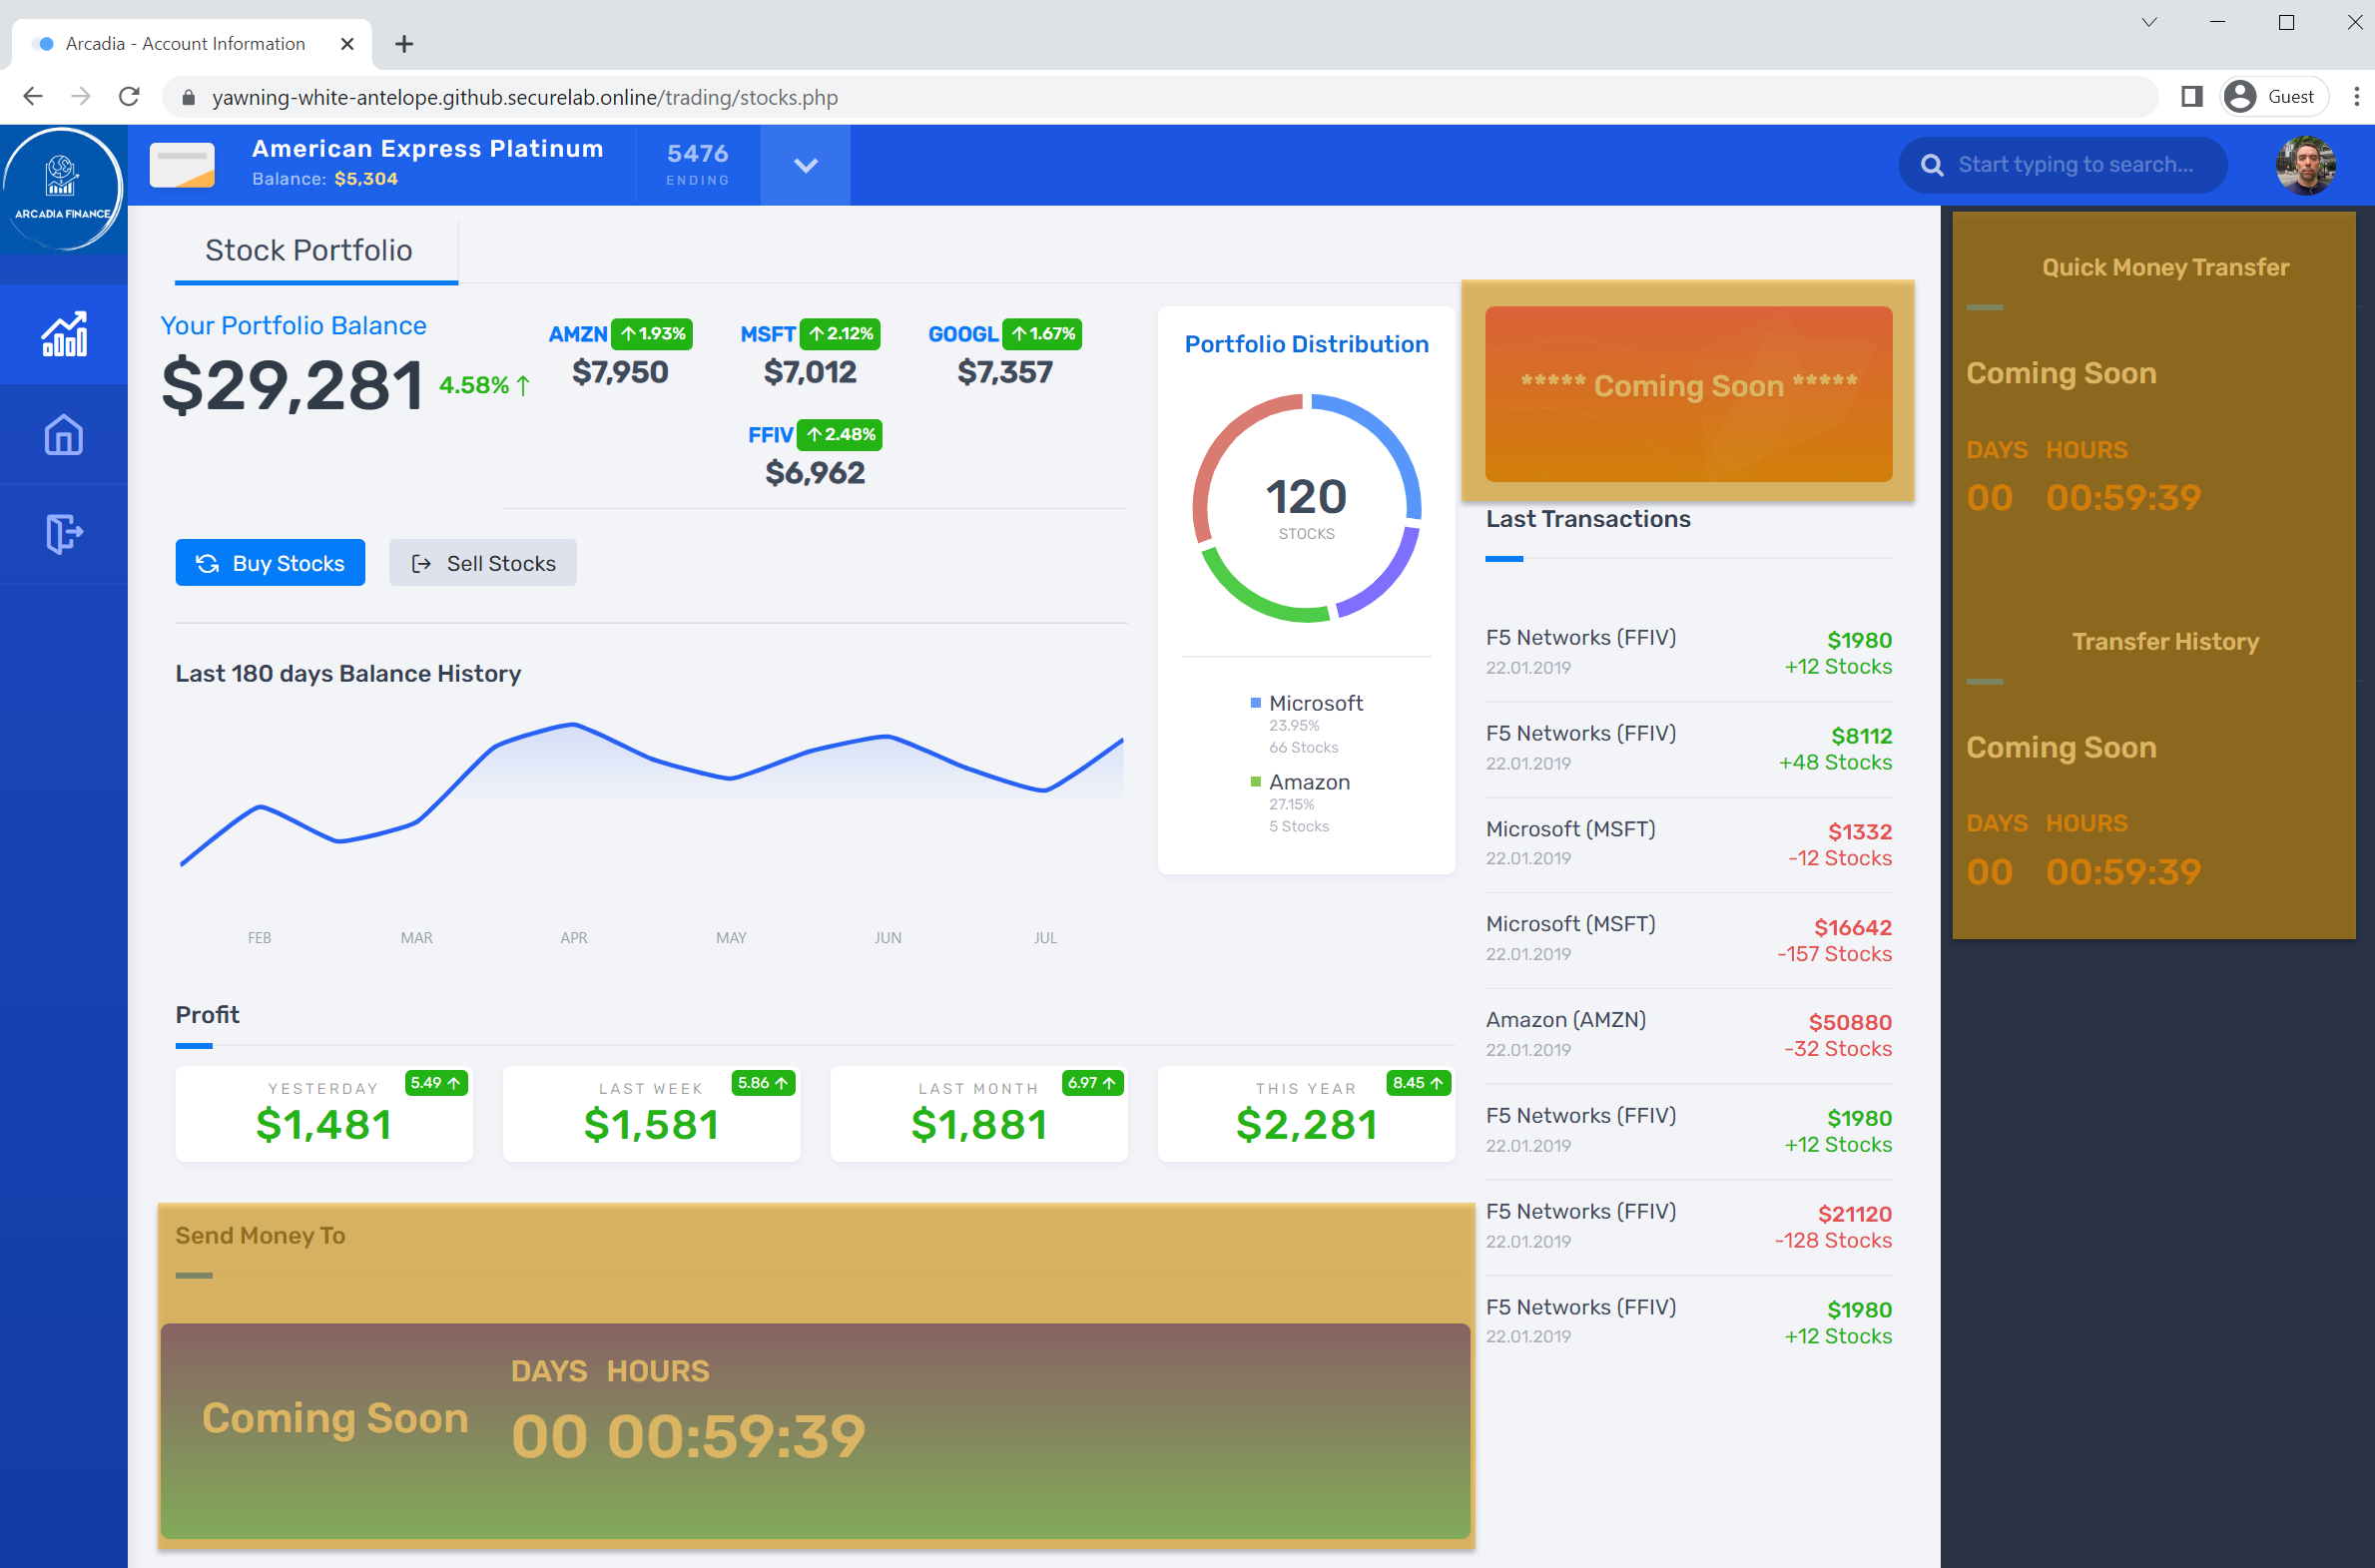 Arcadia - Account Information
yawning-white-antelope.github.securelab.online/trading/stocks.php
Guest
ARCADIA FINANCE
American Express Platinum
Balance: $5,304
5476
ENDING
Start typing to search...
Stock Portfolio
Your Portfolio Balance
$29,281 4.58% ↑
AMZN ↑1.93%
$7,950
MSFT ↑2.12%
$7,012
GOOGL ↑1.67%
$7,357
FFIV ↑2.48%
$6,962
Buy Stocks
Sell Stocks
Last 180 days Balance History
FEB MAR APR MAY JUN JUL
Portfolio Distribution
120
STOCKS
Microsoft
23.95%
66 Stocks
Amazon
27.15%
5 Stocks
Profit
YESTERDAY 5.49 ↑
$1,481
LAST WEEK 5.86 ↑
$1,581
LAST MONTH 6.97 ↑
$1,881
THIS YEAR 8.45 ↑
$2,281
Send Money To
Coming Soon
DAYS HOURS
00 00:59:39
***** Coming Soon *****
Last Transactions
F5 Networks (FFIV) $1980
22.01.2019 +12 Stocks
F5 Networks (FFIV) $8112
22.01.2019 +48 Stocks
Microsoft (MSFT) $1332
22.01.2019 -12 Stocks
Microsoft (MSFT) $16642
22.01.2019 -157 Stocks
Amazon (AMZN) $50880
22.01.2019 -32 Stocks
F5 Networks (FFIV) $1980
22.01.2019 +12 Stocks
F5 Networks (FFIV) $21120
22.01.2019 -128 Stocks
F5 Networks (FFIV) $1980
22.01.2019 +12 Stocks
Quick Money Transfer
Coming Soon
DAYS HOURS
00 00:59:39
Transfer History
Coming Soon
DAYS HOURS
00 00:59:39